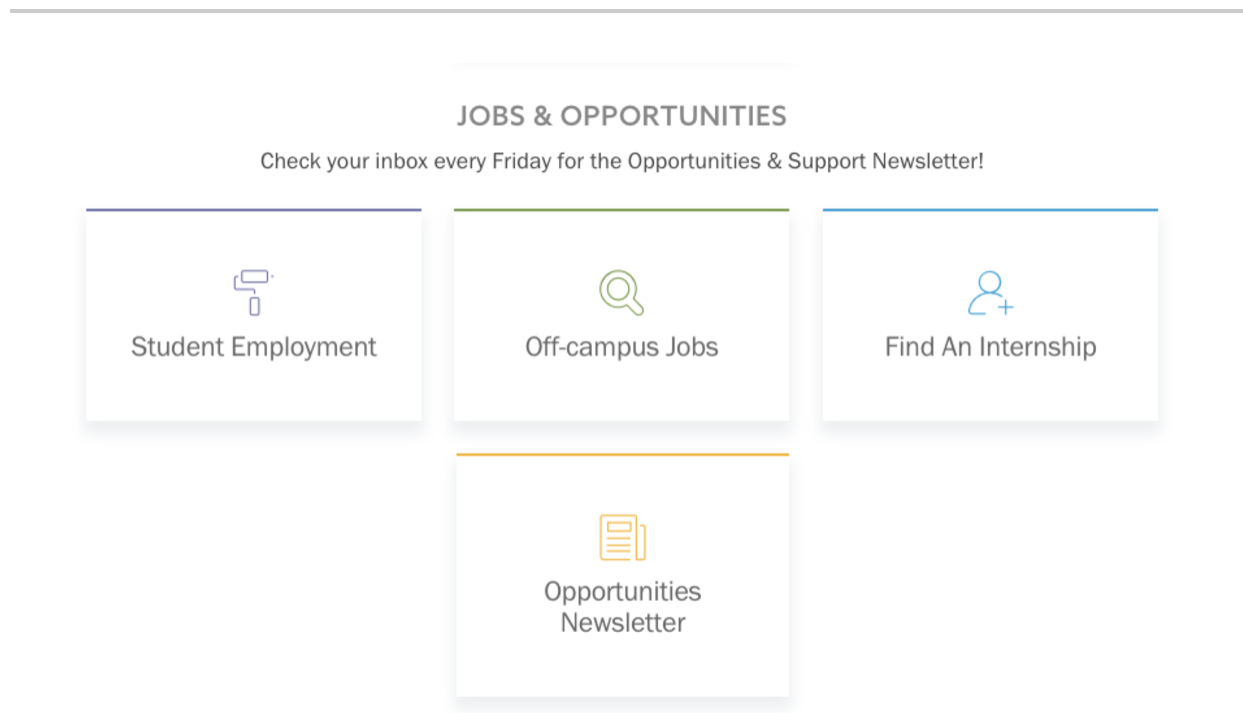 JOBS & OPPORTUNITIES
Check your inbox every Friday for the Opportunities & Support Newsletter!
Student Employment
Off-campus Jobs
Find An Internship
Opportunities
Newsletter